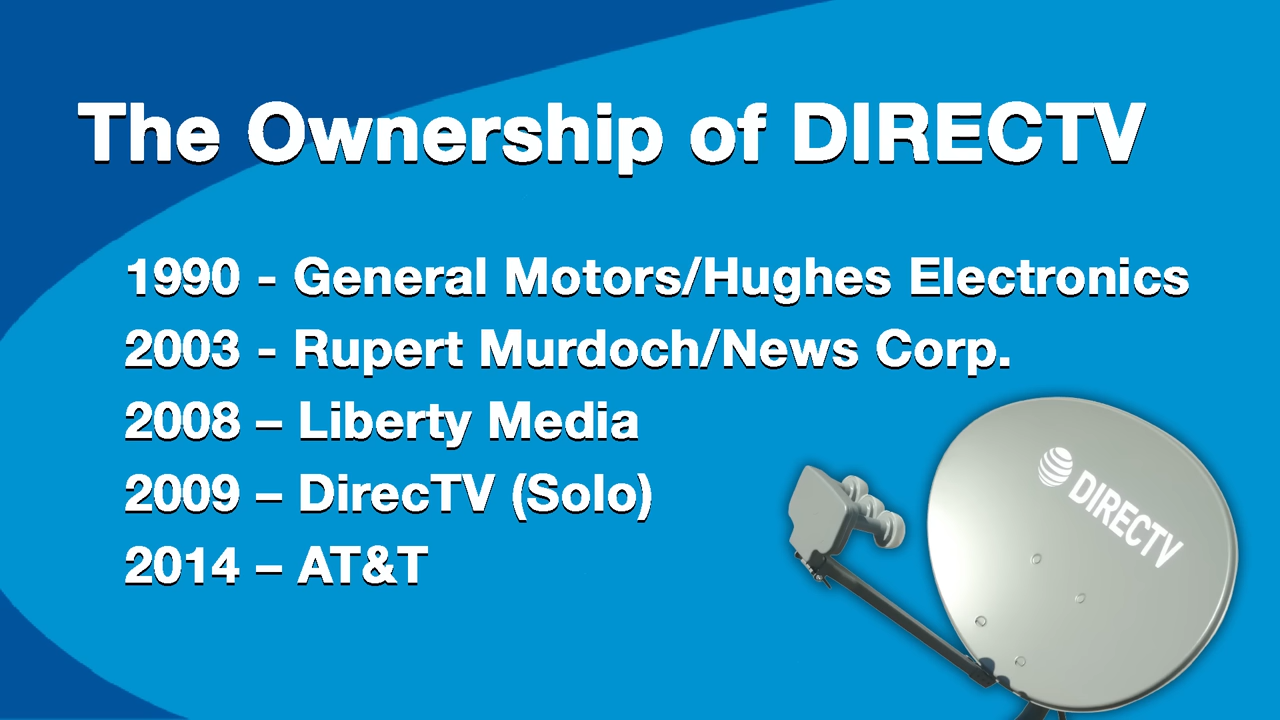 The Ownership of DIRECTV
1990 - General Motors/Hughes Electronics
2003 - Rupert Murdoch/News Corp.
2008 – Liberty Media
2009 – DirecTV (Solo)
2014 – AT&T
DIRECTV